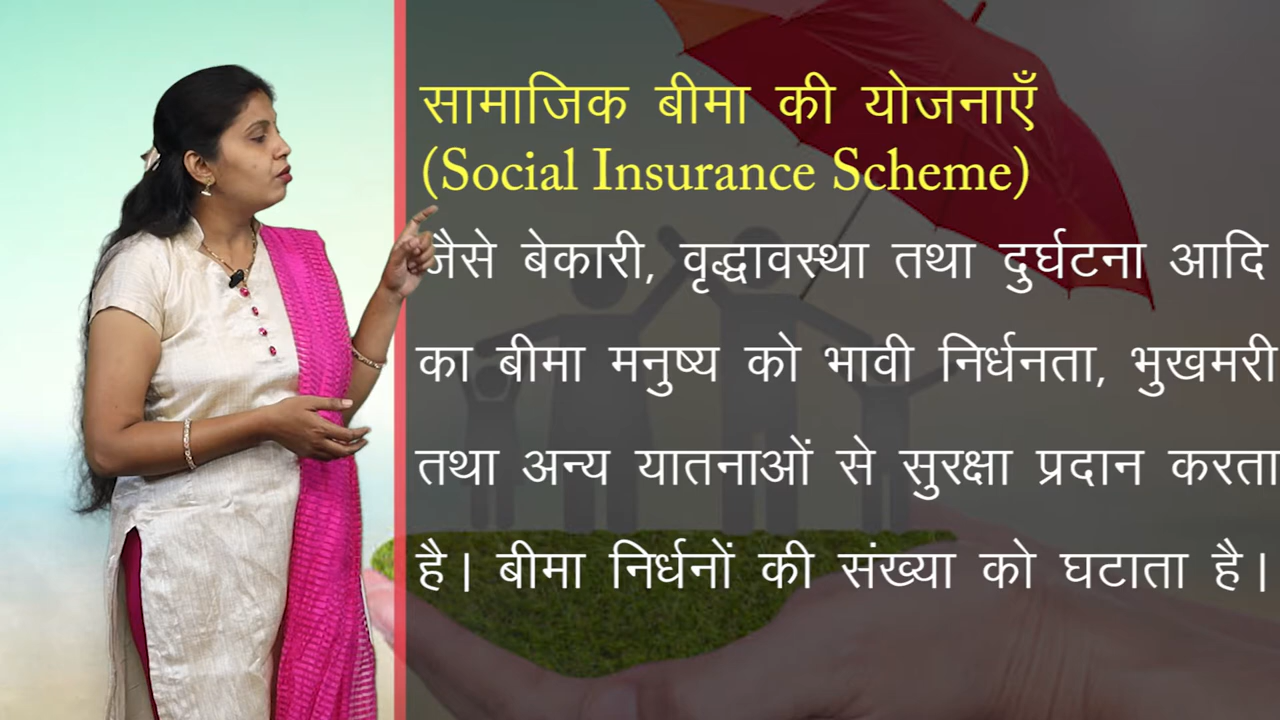 सामाजिक बीमा की योजनाएँ
(Social Insurance Scheme)
जैसे बेकारी, वृद्धावस्था तथा दुर्घटना आदि
का बीमा मनुष्य को भावी निर्धनता, भुखमरी
तथा अन्य यातनाओं से सुरक्षा प्रदान करता
है। बीमा निर्धनों की संख्या को घटाता है।